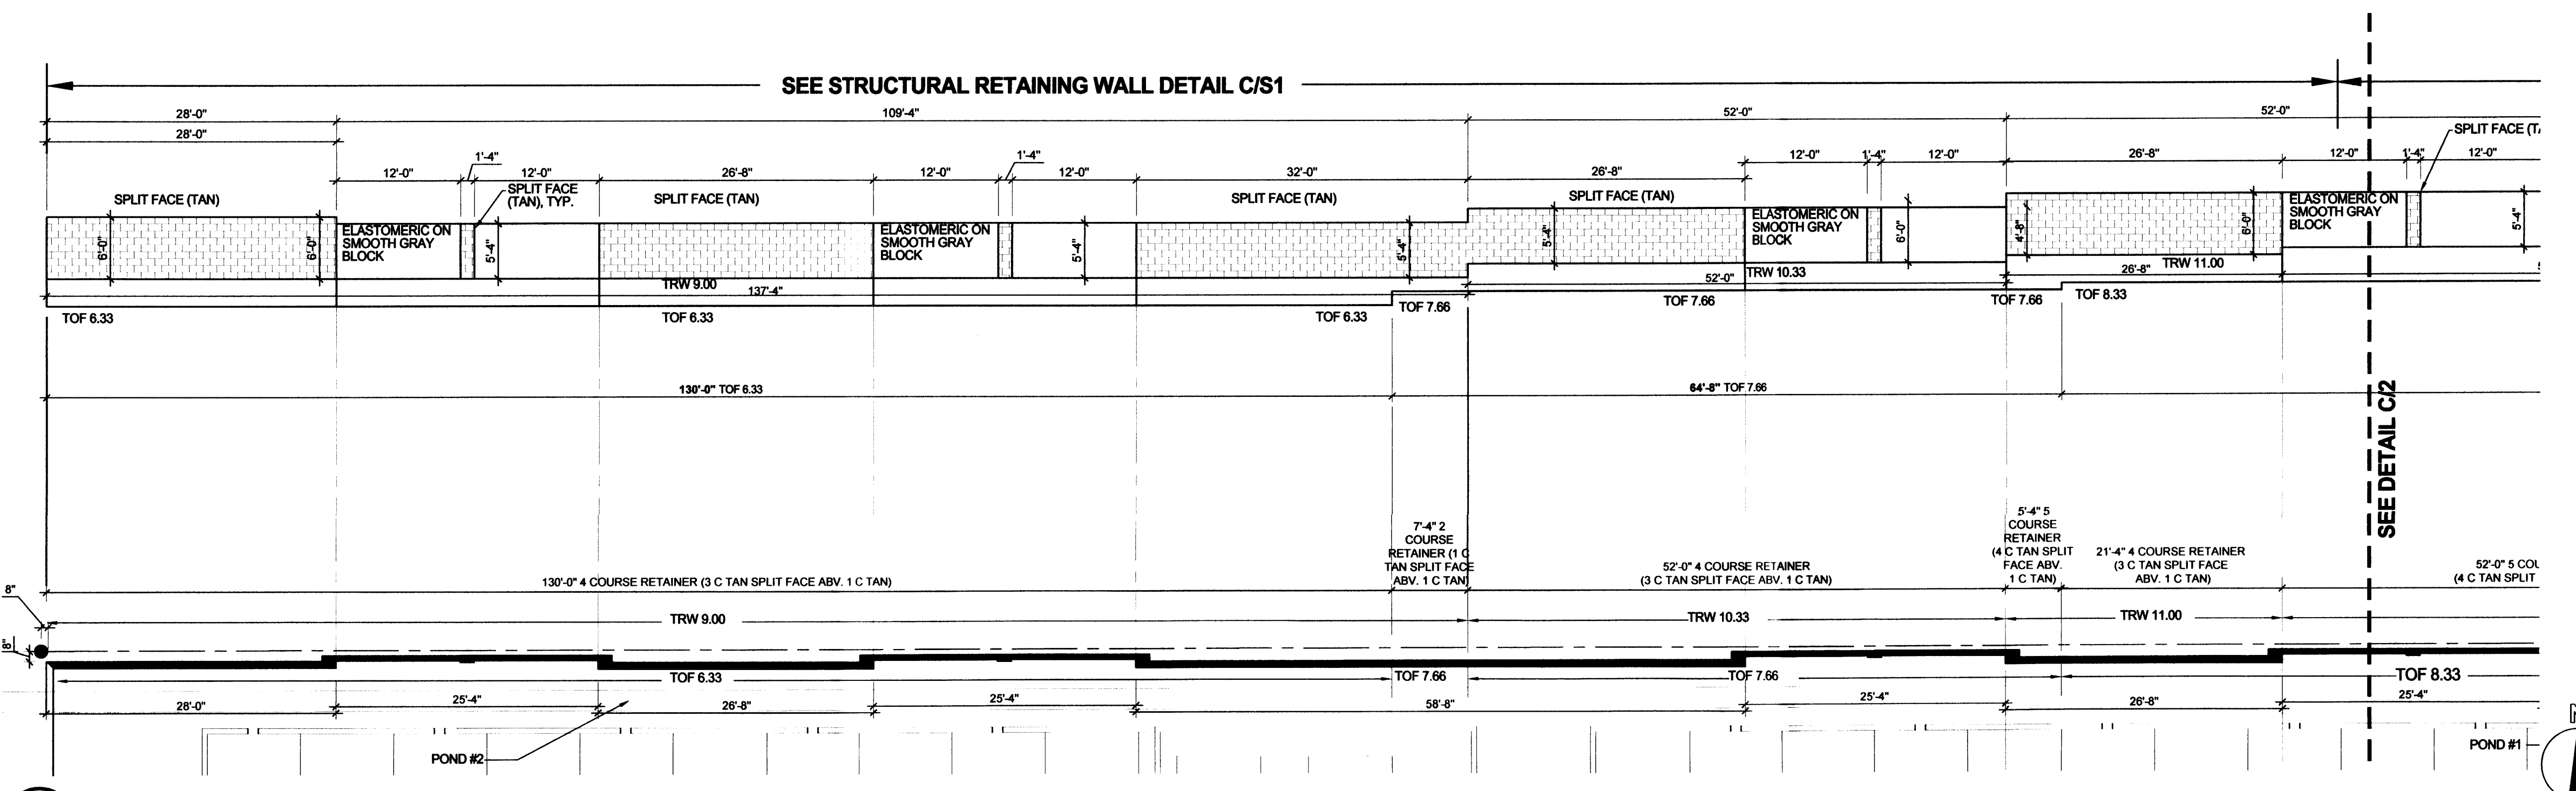 SEE STRUCTURAL RETAINING WALL DETAIL C/S1
28'-0"
109'-4"
52'-0"
52'-0"
28'-0"
SPLIT FACE (T
12'-0"
1'-4"
12'-0"
26'-8"
12'-0"
1'-4"
12'-0"
32'-0"
26'-8"
12'-0"
1'-4"
12'-0"
26'-8"
12'-0"
1'-4"
12'-0"
SPLIT FACE (TAN)
SPLIT FACE
(TAN), TYP.
SPLIT FACE (TAN)
SPLIT FACE (TAN)
SPLIT FACE (TAN)
6'-0"
6'-0"
ELASTOMERIC ON
SMOOTH GRAY
BLOCK
5'-4"
ELASTOMERIC ON
SMOOTH GRAY
BLOCK
5'-4"
5'-4"
5'-4"
ELASTOMERIC ON
SMOOTH GRAY
BLOCK
6'-0"
4'-8"
6'-0"
ELASTOMERIC ON
SMOOTH GRAY
BLOCK
5'-4"
TRW 9.00
137'-4"
TRW 10.33
52'-0"
TRW 11.00
26'-8"
TOF 6.33
TOF 6.33
TOF 6.33
TOF 7.66
TOF 7.66
TOF 7.66
TOF 8.33
130'-0" TOF 6.33
64'-8" TOF 7.66
SEE DETAIL C/2
130'-0" 4 COURSE RETAINER (3 C TAN SPLIT FACE ABV. 1 C TAN)
7'-4" 2
COURSE
RETAINER (1 C
TAN SPLIT FACE
ABV. 1 C TAN)
52'-0" 4 COURSE RETAINER
(3 C TAN SPLIT FACE ABV. 1 C TAN)
5'-4" 5
COURSE
RETAINER
(4 C TAN SPLIT
FACE ABV.
1 C TAN)
21'-4" 4 COURSE RETAINER
(3 C TAN SPLIT FACE
ABV. 1 C TAN)
52'-0" 5 COU
(4 C TAN SPLIT
8"
8"
TRW 9.00
TRW 10.33
TRW 11.00
TOF 6.33
TOF 7.66
TOF 7.66
TOF 8.33
28'-0"
25'-4"
26'-8"
25'-4"
58'-8"
25'-4"
26'-8"
25'-4"
POND #2
POND #1